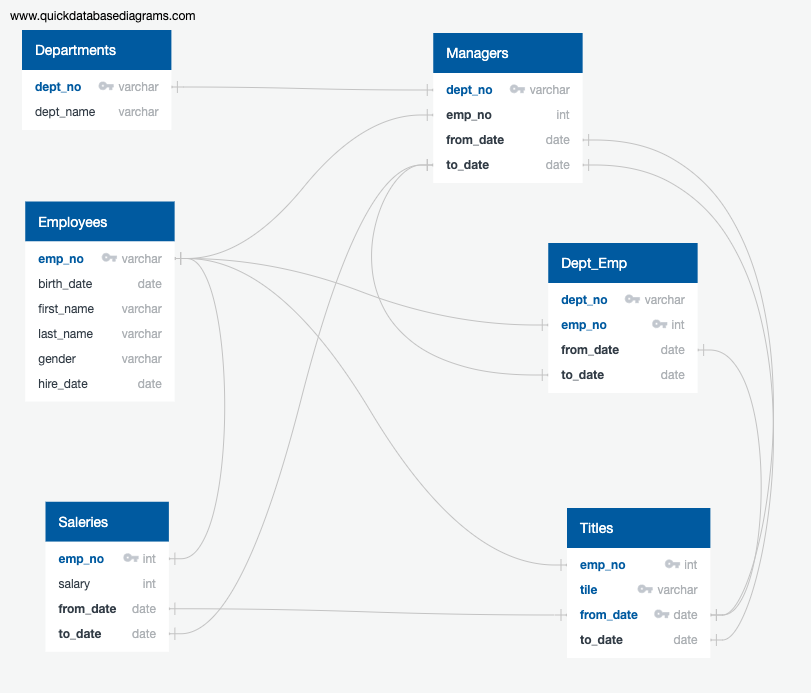 www.quickdatabasediagrams.com
Departments
dept_no varchar
dept_name varchar
Managers
dept_no varchar
emp_no int
from_date date
to_date date
Employees
emp_no varchar
birth_date date
first_name varchar
last_name varchar
gender varchar
hire_date date
Dept_Emp
dept_no varchar
emp_no int
from_date date
to_date date
Saleries
emp_no int
salary int
from_date date
to_date date
Titles
emp_no int
tile varchar
from_date date
to_date date